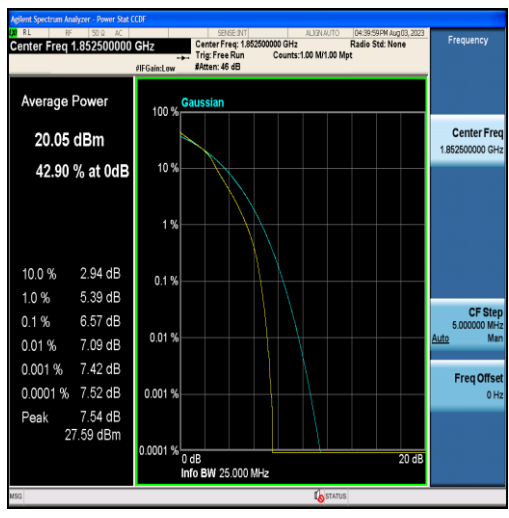 Agilent Spectrum Analyzer - Power Stat CCDF
RL RF 50 Ω AC SENSE:INT ALIGN AUTO 04:39:59 PM Aug 03, 2023
Center Freq 1.852500000 GHz
Center Freq: 1.852500000 GHz Radio Std: None
Trig: Free Run Counts:1.00 M/1.00 Mpt
#IFGain:Low #Atten: 46 dB
Frequency
Average Power
20.05 dBm
42.90 % at 0dB
10.0 % 2.94 dB
1.0 % 5.39 dB
0.1 % 6.57 dB
0.01 % 7.09 dB
0.001 % 7.42 dB
0.0001 % 7.52 dB
Peak 7.54 dB
27.59 dBm
Gaussian
100 %
10 %
1 %
0.1 %
0.01 %
0.001 %
0.0001 %
0 dB 20 dB
Info BW 25.000 MHz
Center Freq
1.852500000 GHz
CF Step
5.000000 MHz
Auto Man
Freq Offset
0 Hz
MSG STATUS